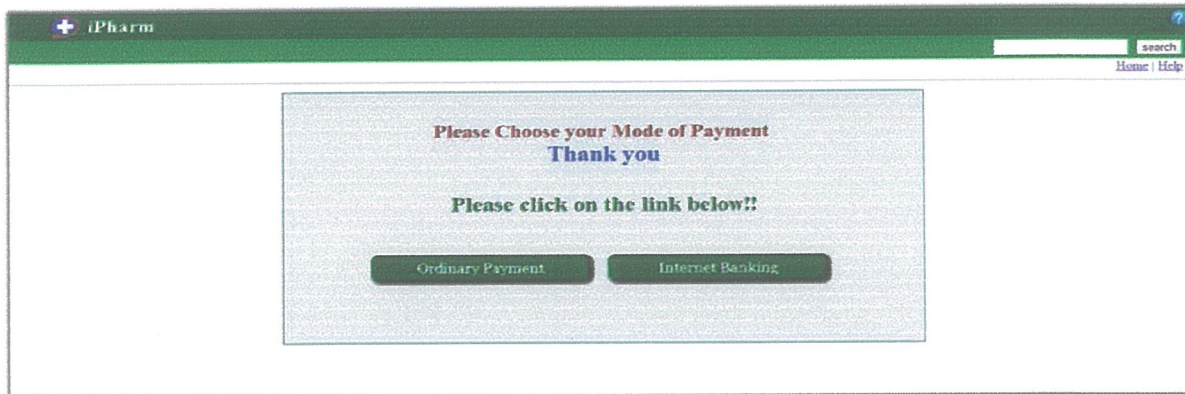 iPharm
?
search
Home | Help
Please Choose your Mode of Payment
Thank you
Please click on the link below!!
Ordinary Payment Internet Banking